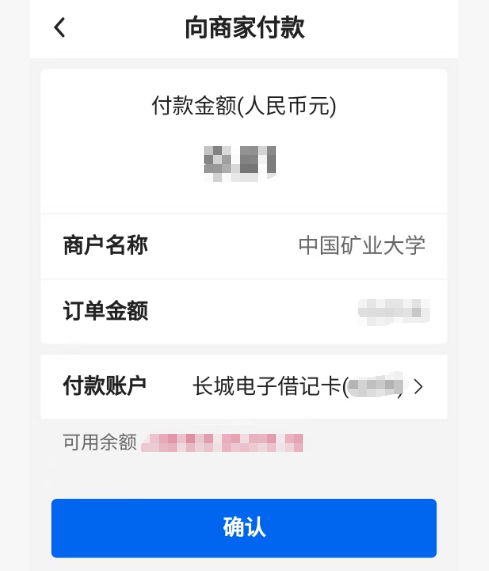 向商家付款
付款金额(人民币元)
商户名称 中国矿业大学
订单金额
付款账户 长城电子借记卡( )
可用余额
确认